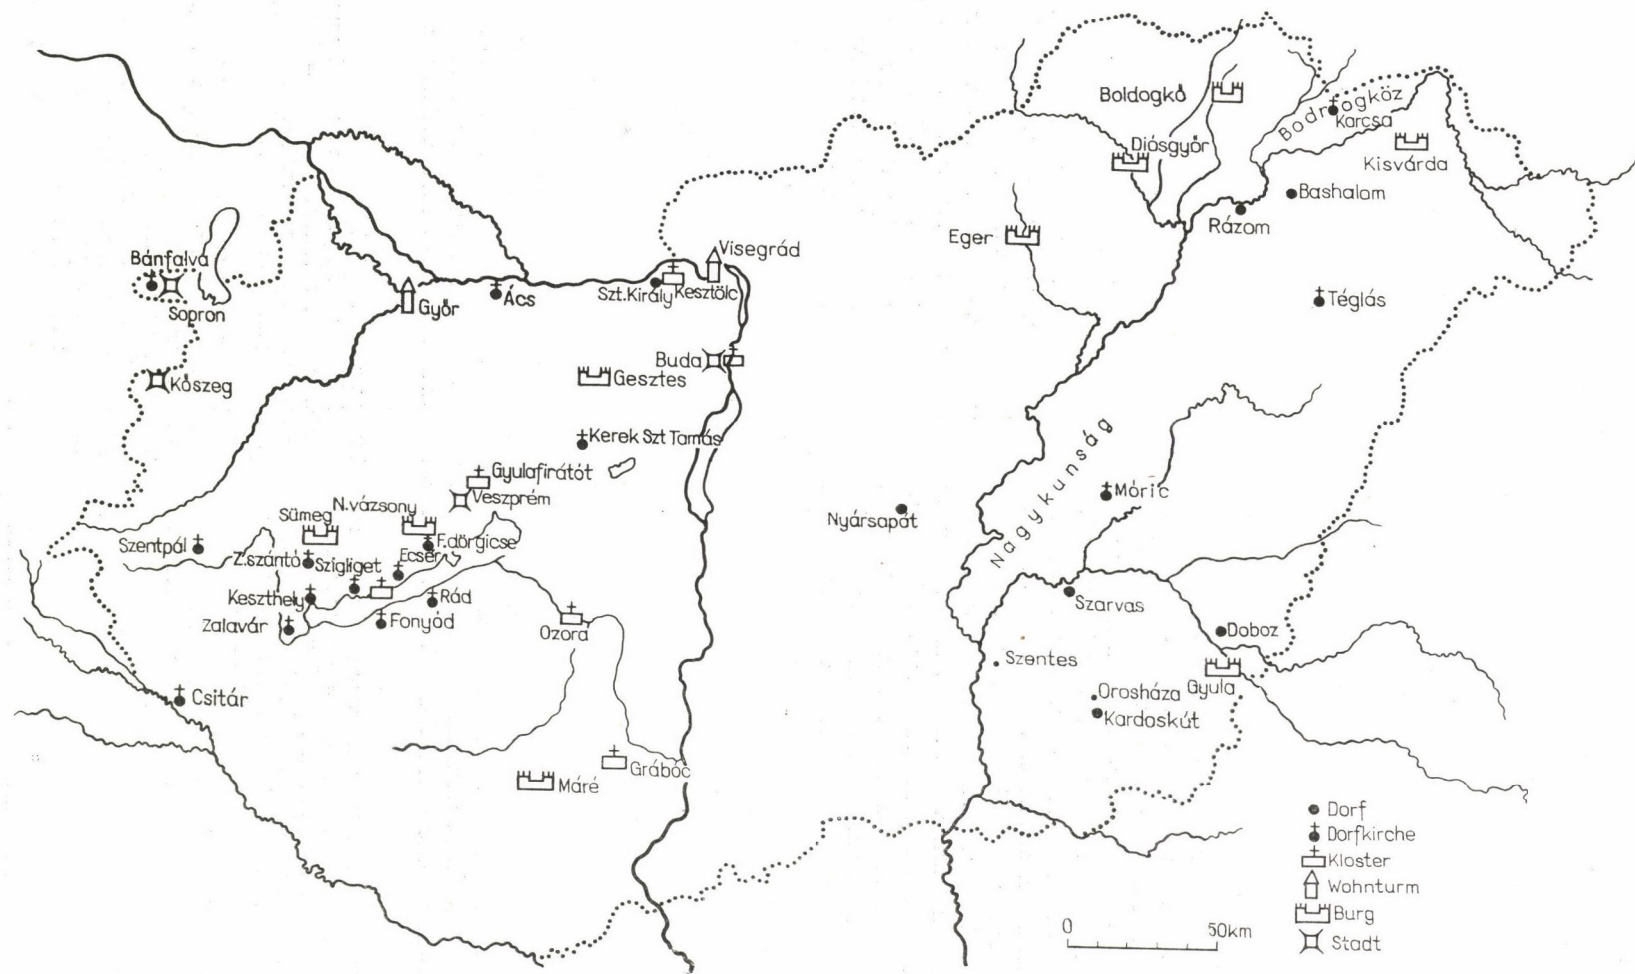 Boldogkő
Bodrogköz
Karcsa
Diósgyőr
Kisvárda
Bashalom
Rázom
Eger
Visegrád
Bánfalva
Sopron
Győr
Ács
Szt.Király
Kesztölc
Téglás
Buda
Gesztes
Kőszeg
Kerek Szt Tamás
Nagykunság
Gyulafirátót
Veszprém
Móric
N.vázsony
Sümeg
Nyársapát
Szentpál
F.dörgicse
Ecsér
Z.szántó
Szigliget
Keszthely
Rád
Zalavár
Fonyód
Ozora
Szarvas
Doboz
Szentes
Csitár
Orosháza
Gyula
Kardoskút
Grábóc
Máré
Dorf
Dorfkirche
Kloster
Wohnturm
Burg
Stadt
0 50km